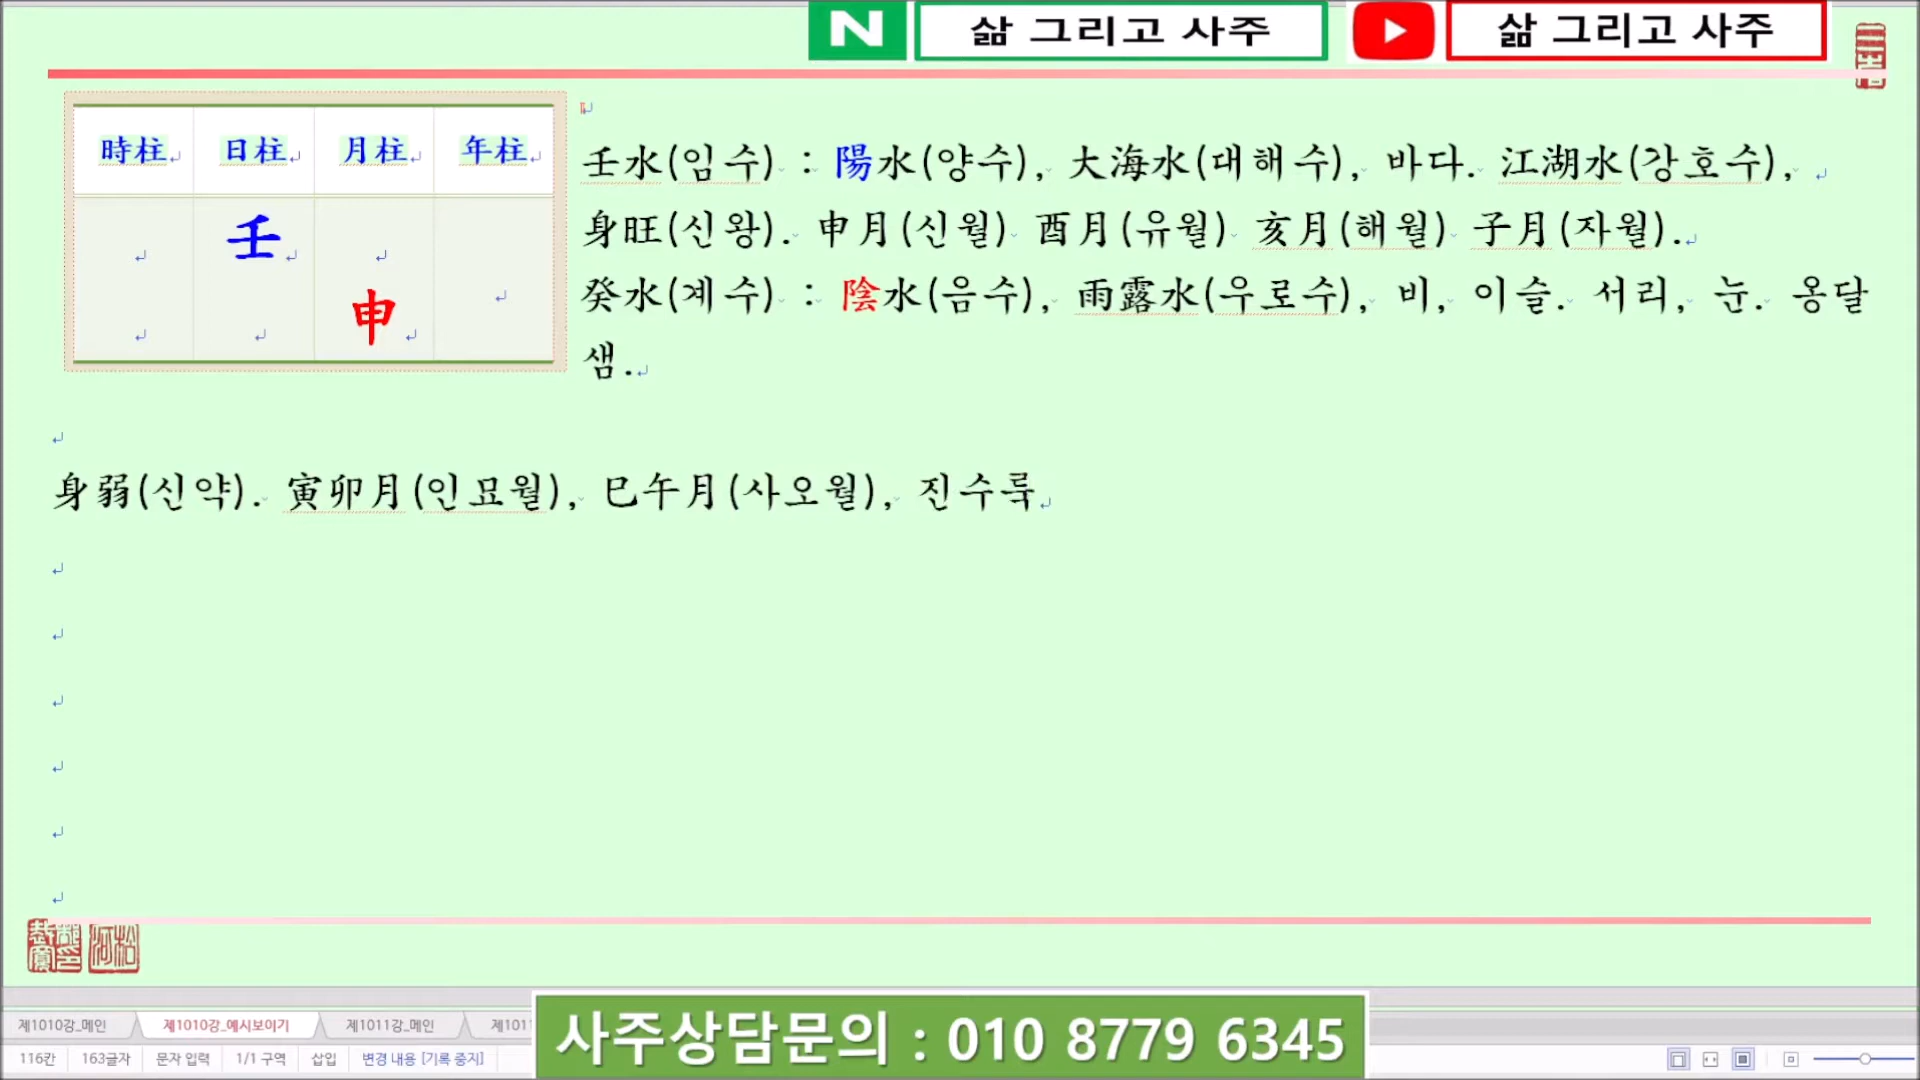 N 삶 그리고 사주 삶 그리고 사주
時柱 日柱 月柱 年柱
壬
申
壬水(임수) : 陽水(양수), 大海水(대해수), 바다. 江湖水(강호수),
身旺(신왕). 申月(신월) 酉月(유월) 亥月(해월) 子月(자월).
癸水(계수) : 陰水(음수), 雨露水(우로수), 비, 이슬. 서리, 눈. 옹달
샘.
身弱(신약). 寅卯月(인묘월), 巳午月(사오월), 진수륙
제1010강_메인 제1010강_예시보이기 제1011강_메인 제101
116칸 163글자 문자 입력 1/1 구역 삽입 변경 내용 [기록 중지]
사주상담문의 : 010 8779 6345